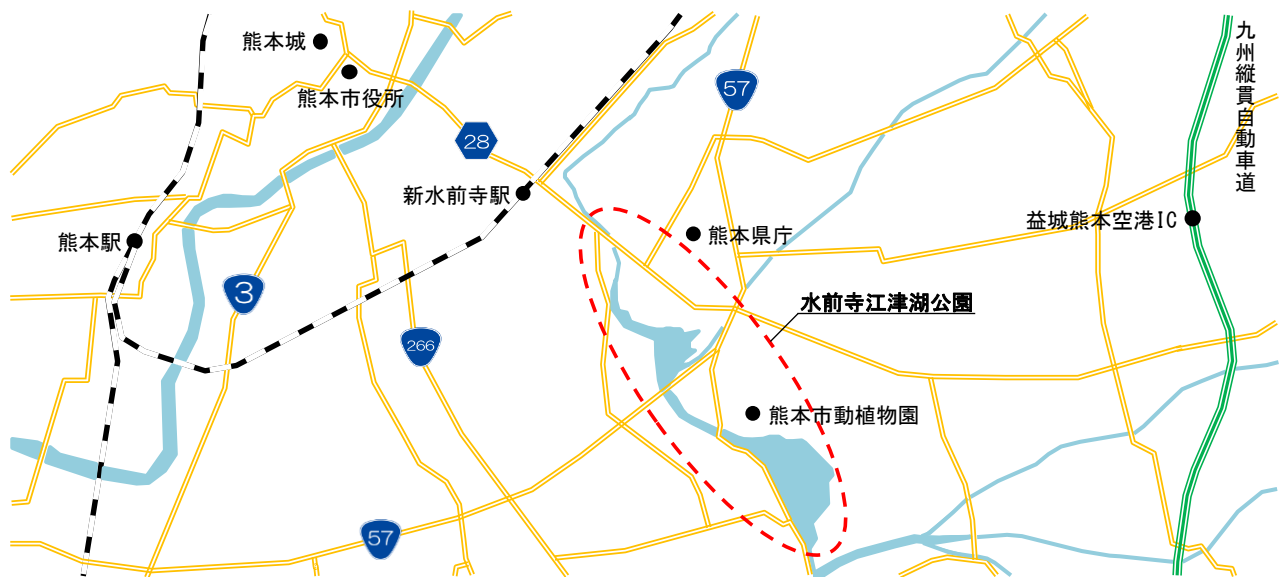 熊本城
熊本市役所
28
57
九州縦貫自動車道
新水前寺駅
熊本県庁
益城熊本空港IC
熊本駅
3
水前寺江津湖公園
266
熊本市動植物園
57